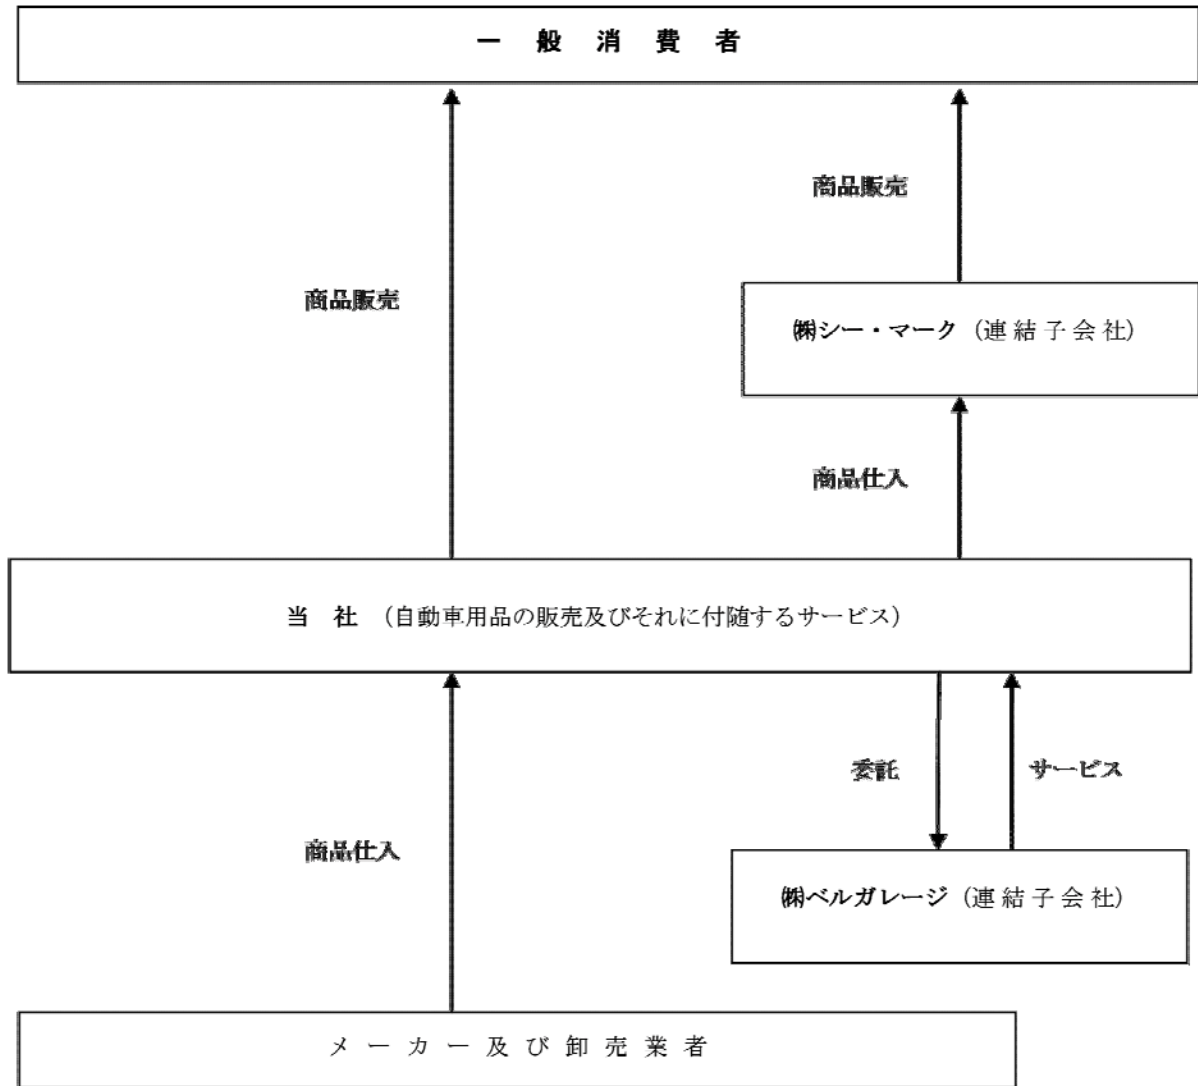 一般消費者
商品販売
商品販売
㈱シー・マーク（連結子会社）
商品仕入
当社（自動車用品の販売及びそれに付随するサービス）
委託
サービス
商品仕入
㈱ベルガレージ（連結子会社）
メーカー及び卸売業者